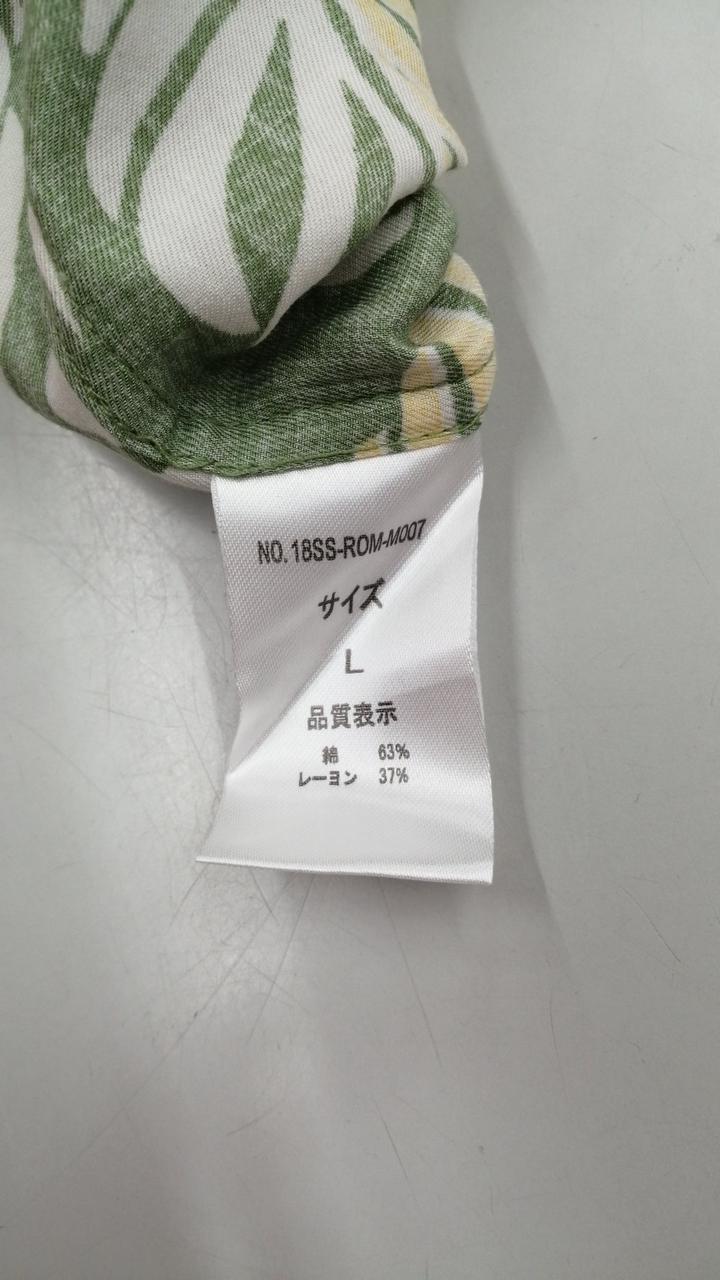 NO. 18SS-ROM-M007
サイズ
L
品質表示
綿 63%
レーヨン 37%